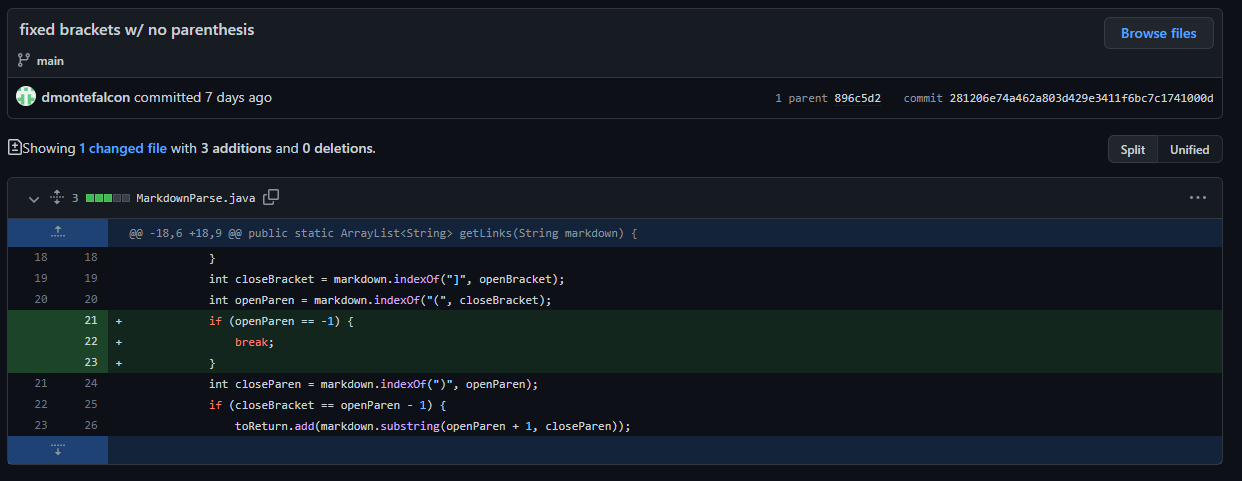 fixed brackets w/ no parenthesis
Browse files
main
dmontefalcon committed 7 days ago
1 parent 896c5d2 commit 281206e74a462a803d429e3411f6bc7c1741000d
Showing 1 changed file with 3 additions and 0 deletions.
Split Unified
3 MarkdownParse.java
@@ -18,6 +18,9 @@ public static ArrayList<String> getLinks(String markdown) {
18 18 }
19 19 int closeBracket = markdown.indexOf("]", openBracket);
20 20 int openParen = markdown.indexOf("(", closeBracket);
21 + if (openParen == -1) {
22 + break;
23 + }
21 24 int closeParen = markdown.indexOf(")", openParen);
22 25 if (closeBracket == openParen - 1) {
23 26 toReturn.add(markdown.substring(openParen + 1, closeParen));